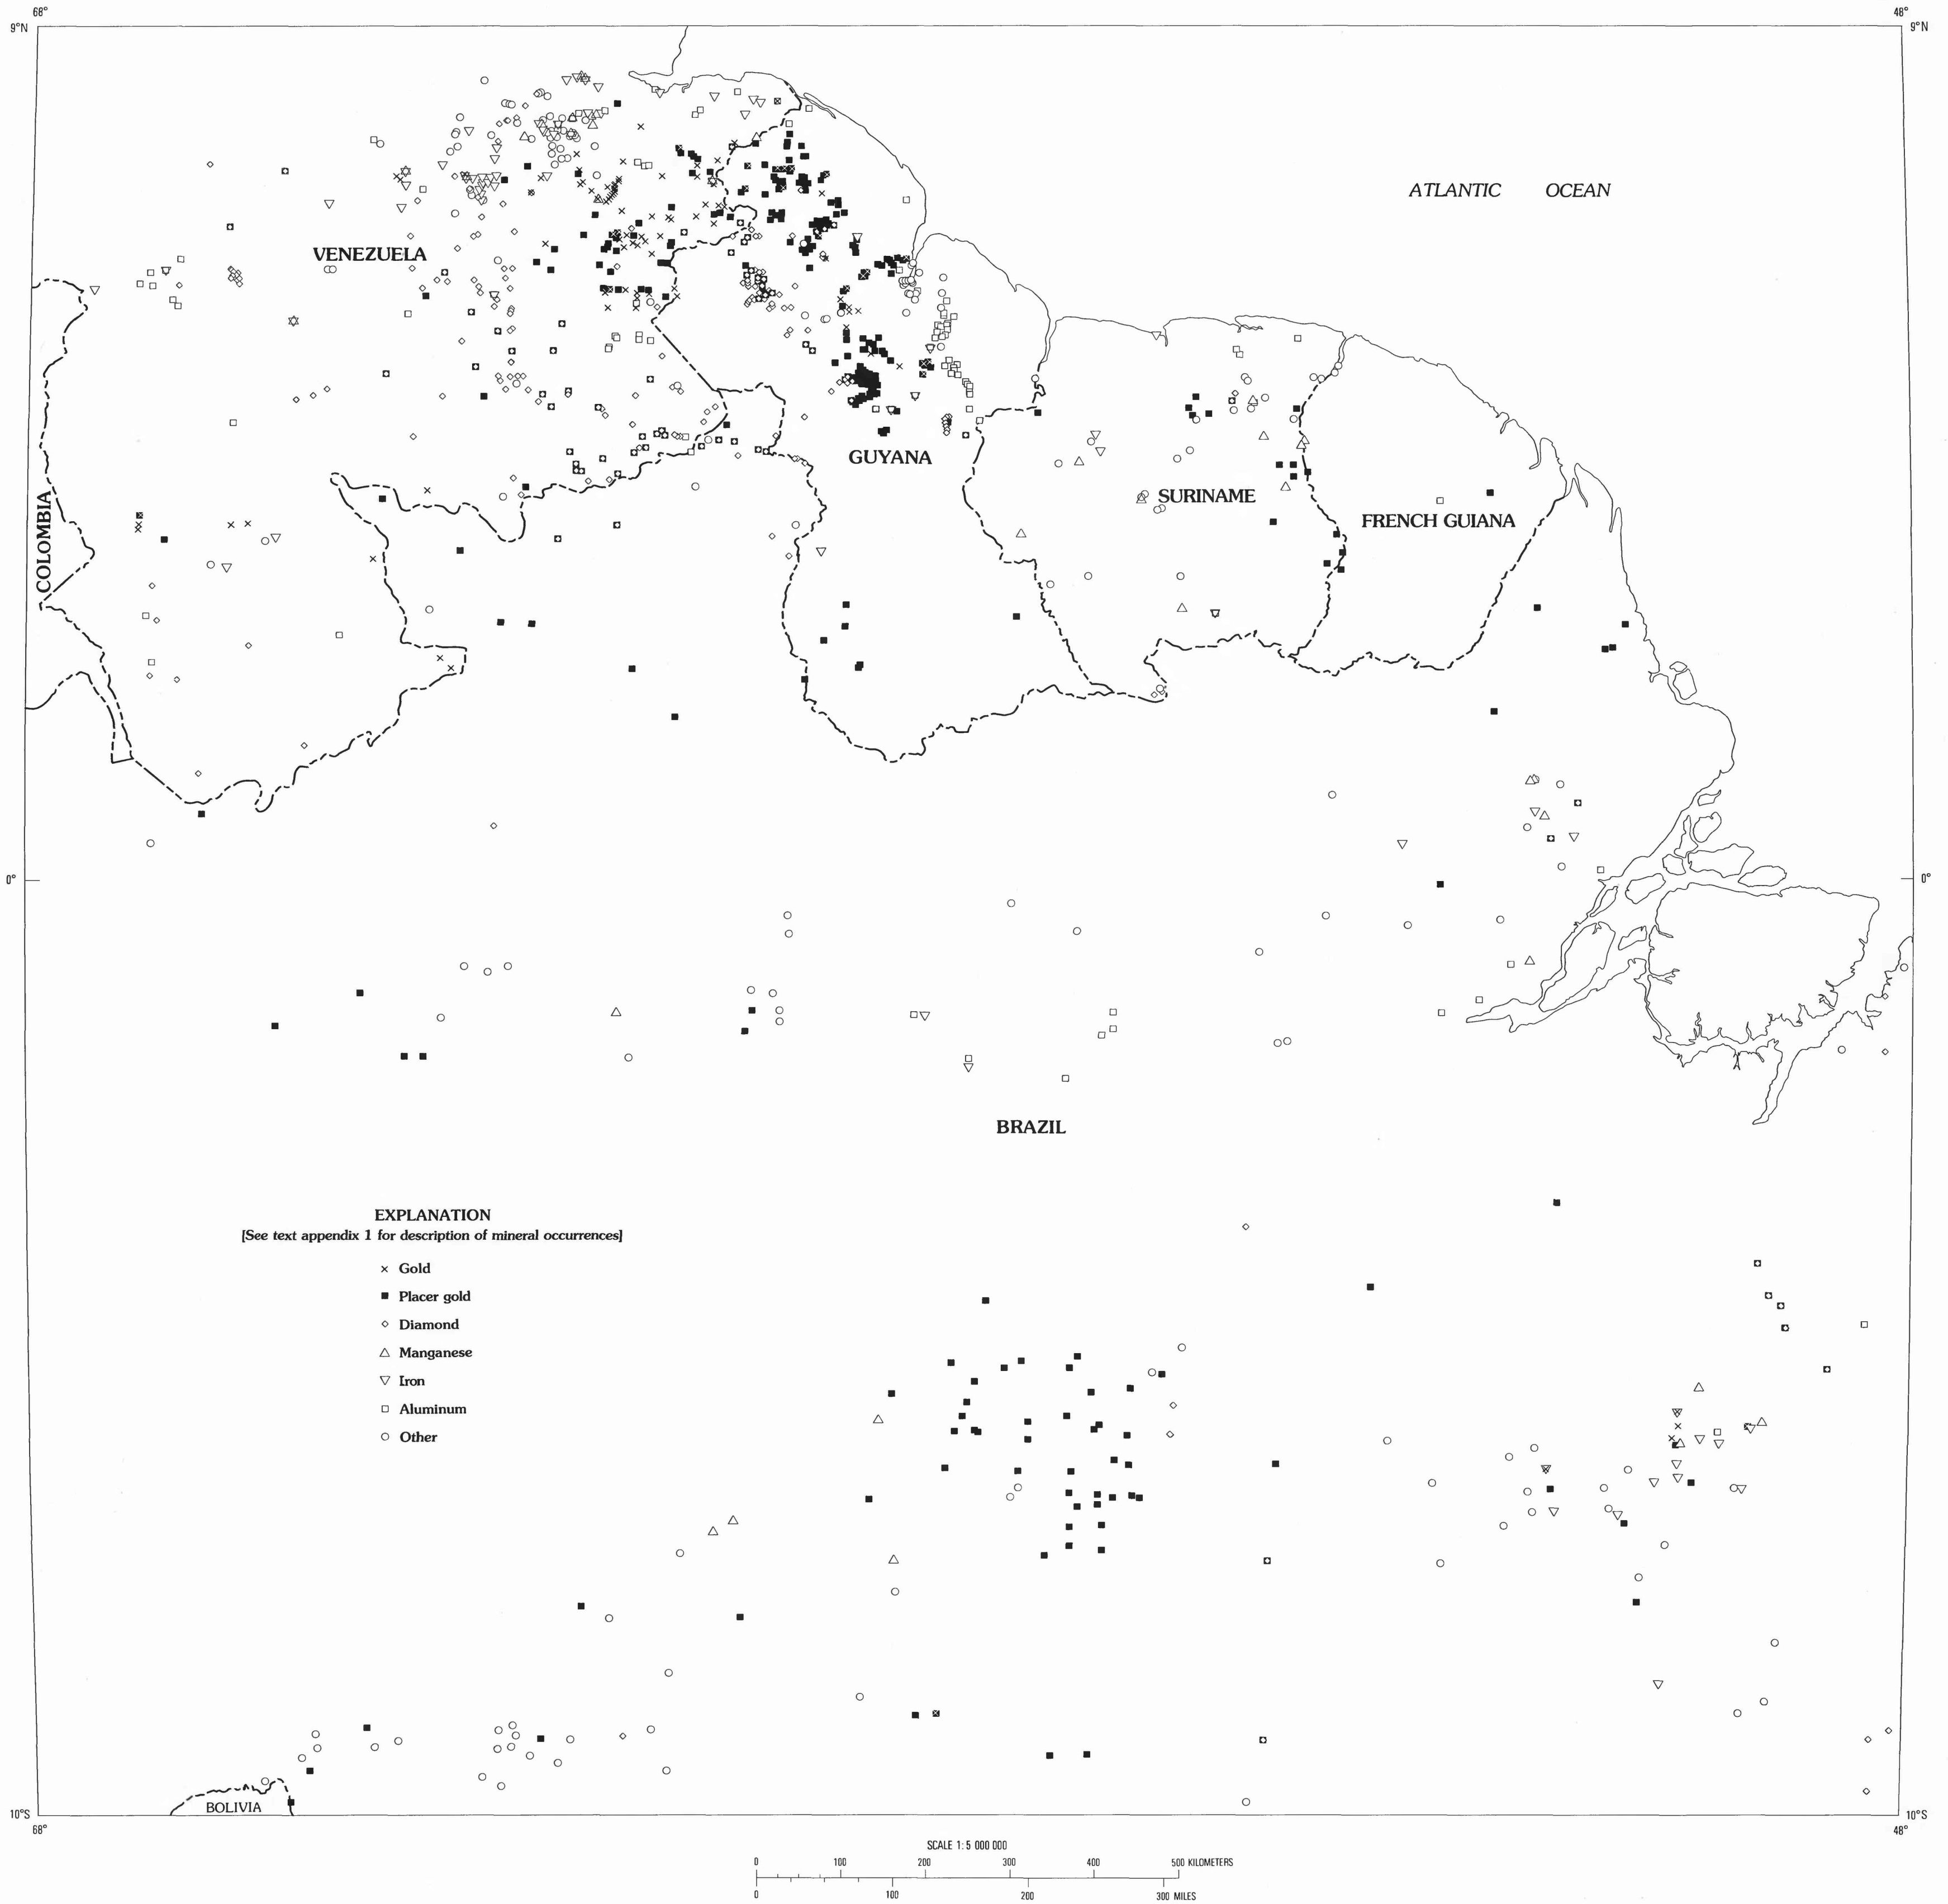 68°
48°
9°N
9°N
ATLANTIC OCEAN
VENEZUELA
GUYANA
COLOMBIA
SURINAME
FRENCH GUIANA
0°
0°
BRAZIL
EXPLANATION
[See text appendix 1 for description of mineral occurrences]
Gold
Placer gold
Diamond
Manganese
Iron
Aluminum
Other
BOLIVIA
10°S
10°S
68°
48°
SCALE 1:5 000 000
0 100 200 300 400 500 KILOMETERS
0 100 200 300 MILES